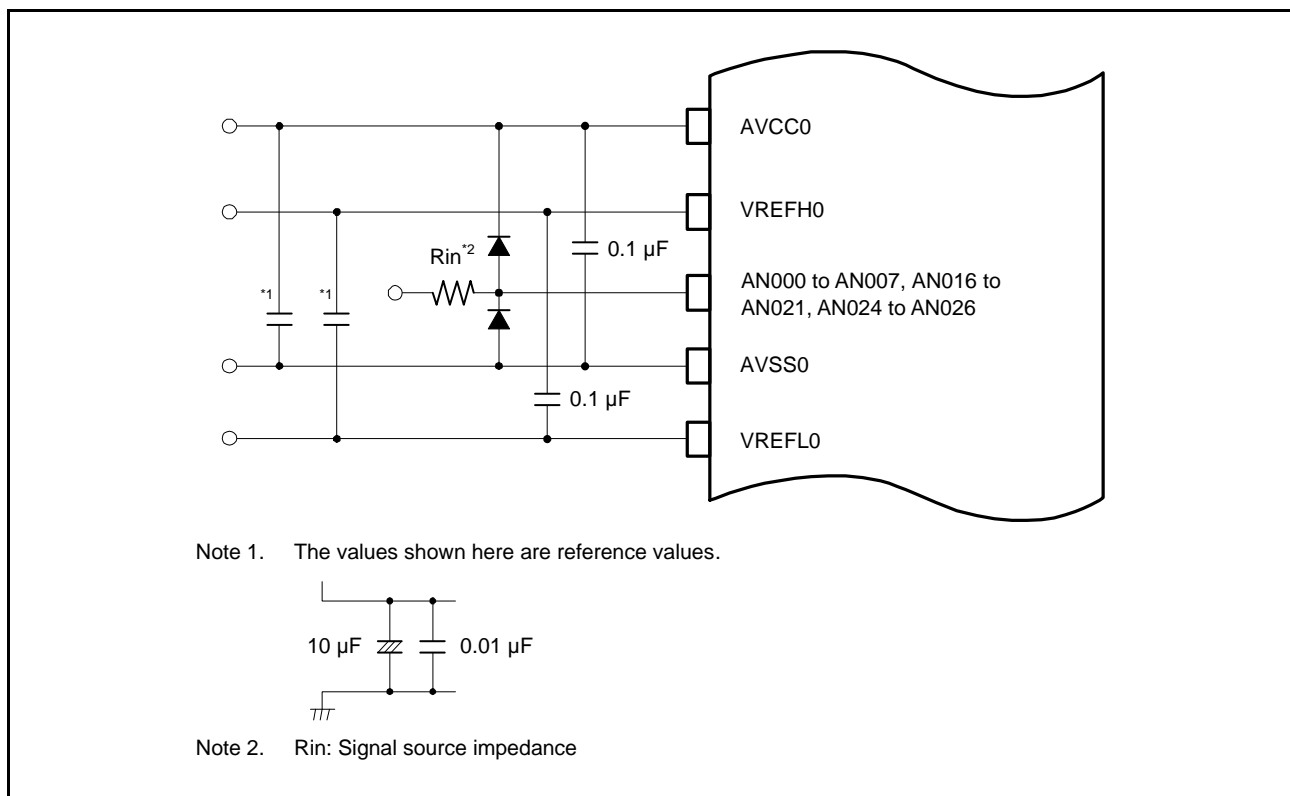 AVCC0
VREFH0
Rin*2
0.1 µF
AN000 to AN007, AN016 to
AN021, AN024 to AN026
*1
*1
AVSS0
0.1 µF
VREFL0
Note 1. The values shown here are reference values.
10 µF
0.01 µF
Note 2. Rin: Signal source impedance